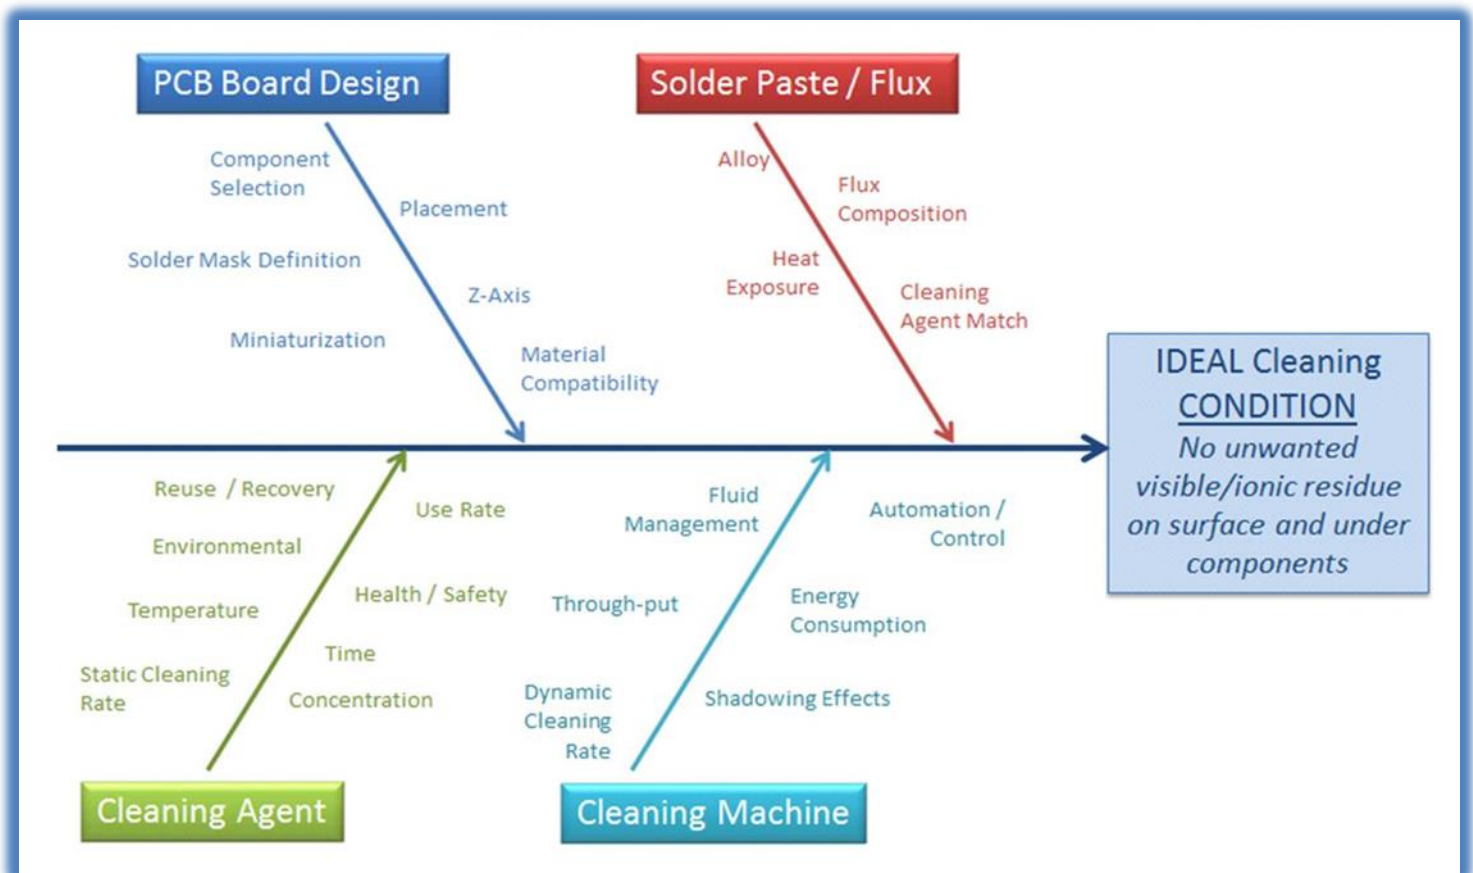 PCB Board Design
Solder Paste / Flux
Component
Selection
Placement
Solder Mask Definition
Z-Axis
Miniaturization
Material
Compatibility
Alloy
Flux
Composition
Heat
Exposure
Cleaning
Agent Match
IDEAL Cleaning
CONDITION
No unwanted
visible/ionic residue
on surface and under
components
Reuse / Recovery
Use Rate
Environmental
Health / Safety
Temperature
Time
Static Cleaning
Rate
Concentration
Fluid
Management
Automation /
Control
Through-put
Energy
Consumption
Dynamic
Cleaning
Rate
Shadowing Effects
Cleaning Agent
Cleaning Machine